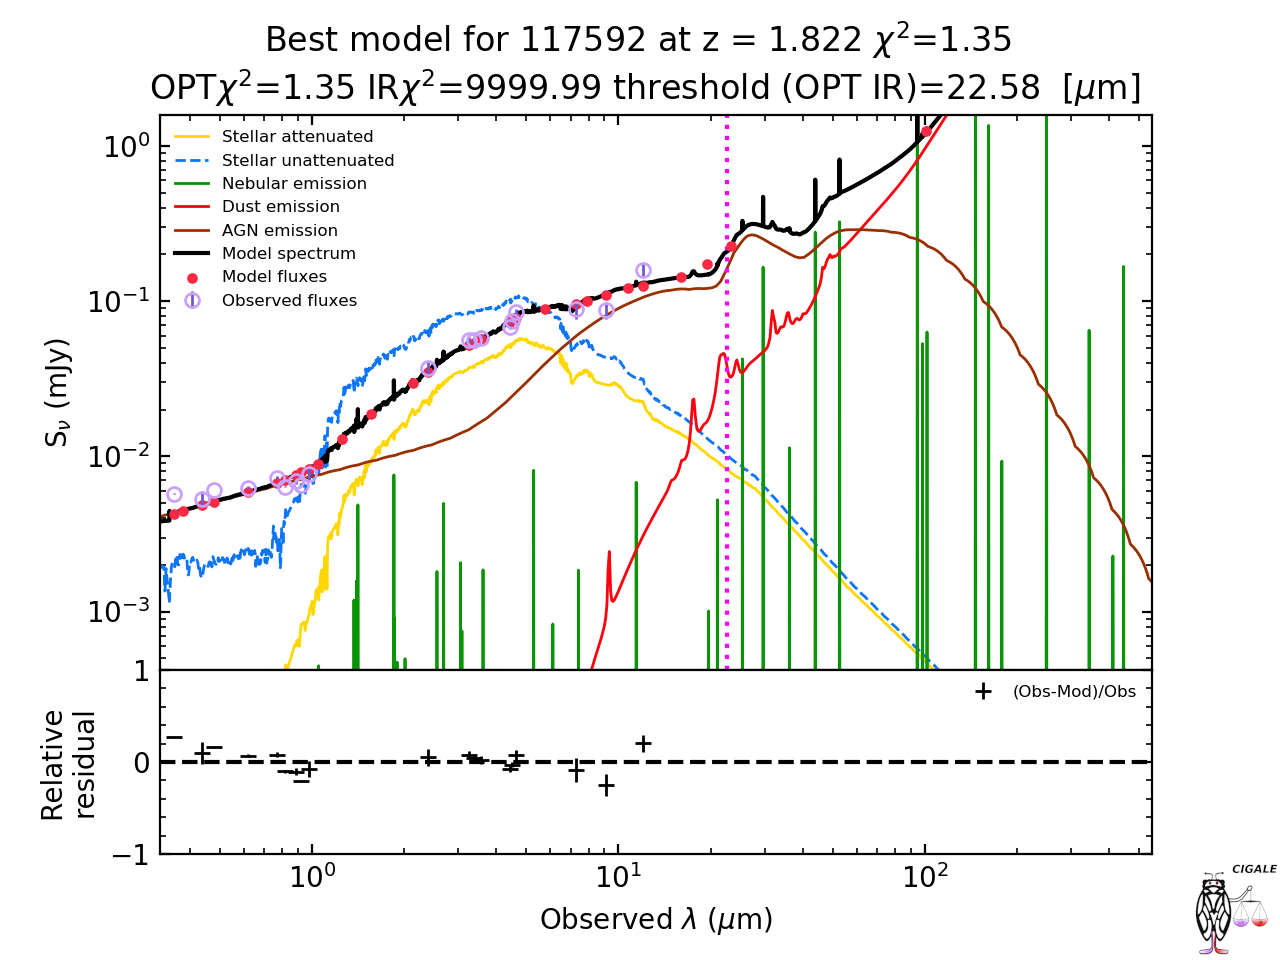 Best model for 117592 at z = 1.822 χ²=1.35
OPTχ²=1.35 IRχ²=9999.99 threshold (OPT IR)=22.58 [μm]
Stellar attenuated
Stellar unattenuated
Nebular emission
Dust emission
AGN emission
Model spectrum
Model fluxes
Observed fluxes
10⁰
10⁻¹
10⁻²
10⁻³
S_ν (mJy)
1
0
−1
Relative
residual
(Obs-Mod)/Obs
10⁰ 10¹ 10²
Observed λ (μm)
CIGALE